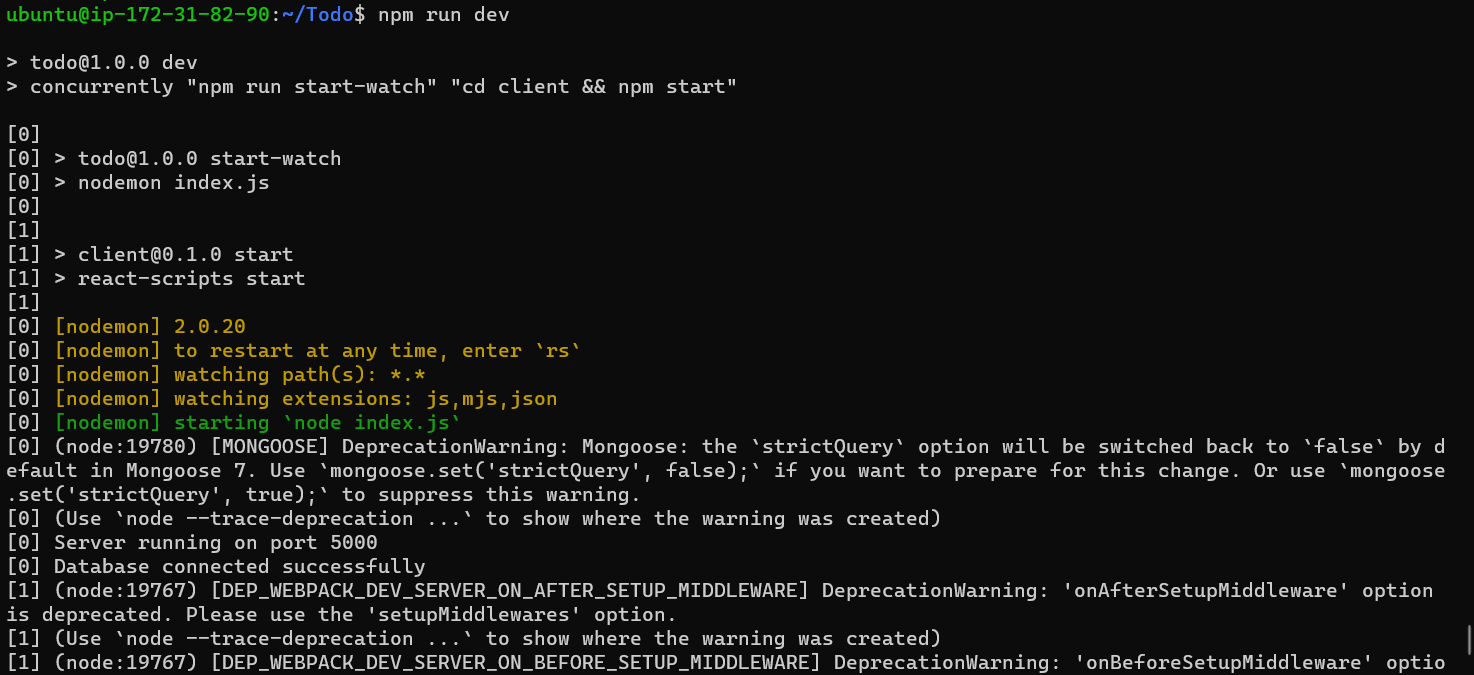 ubuntu@ip-172-31-82-90:~/Todo$ npm run dev
> todo@1.0.0 dev
> concurrently "npm run start-watch" "cd client && npm start"
[0]
[0] > todo@1.0.0 start-watch
[0] > nodemon index.js
[0]
[1]
[1] > client@0.1.0 start
[1] > react-scripts start
[1]
[0] [nodemon] 2.0.20
[0] [nodemon] to restart at any time, enter `rs`
[0] [nodemon] watching path(s): *.*
[0] [nodemon] watching extensions: js,mjs,json
[0] [nodemon] starting `node index.js`
[0] (node:19780) [MONGOOSE] DeprecationWarning: Mongoose: the `strictQuery` option will be switched back to `false` by d
efault in Mongoose 7. Use `mongoose.set('strictQuery', false);` if you want to prepare for this change. Or use `mongoose
.set('strictQuery', true);` to suppress this warning.
[0] (Use `node --trace-deprecation ...` to show where the warning was created)
[0] Server running on port 5000
[0] Database connected successfully
[1] (node:19767) [DEP_WEBPACK_DEV_SERVER_ON_AFTER_SETUP_MIDDLEWARE] DeprecationWarning: 'onAfterSetupMiddleware' option
is deprecated. Please use the 'setupMiddlewares' option.
[1] (Use `node --trace-deprecation ...` to show where the warning was created)
[1] (node:19767) [DEP_WEBPACK_DEV_SERVER_ON_BEFORE_SETUP_MIDDLEWARE] DeprecationWarning: 'onBeforeSetupMiddleware' optio